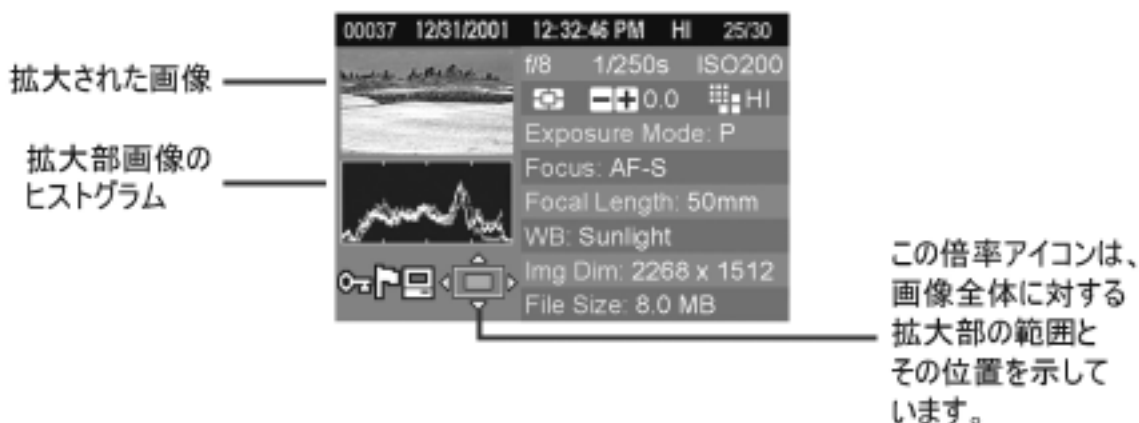 00037 12/31/2001 12:32:46 PM HI 25/30
拡大された画像
f/8 1/250s ISO200
0.0 HI
Exposure Mode: P
拡大部画像の
ヒストグラム
Focus: AF-S
Focal Length: 50mm
WB: Sunlight
Img Dim: 2268 x 1512
File Size: 8.0 MB
この倍率アイコンは、
画像全体に対する
拡大部の範囲と
その位置を示して
います。